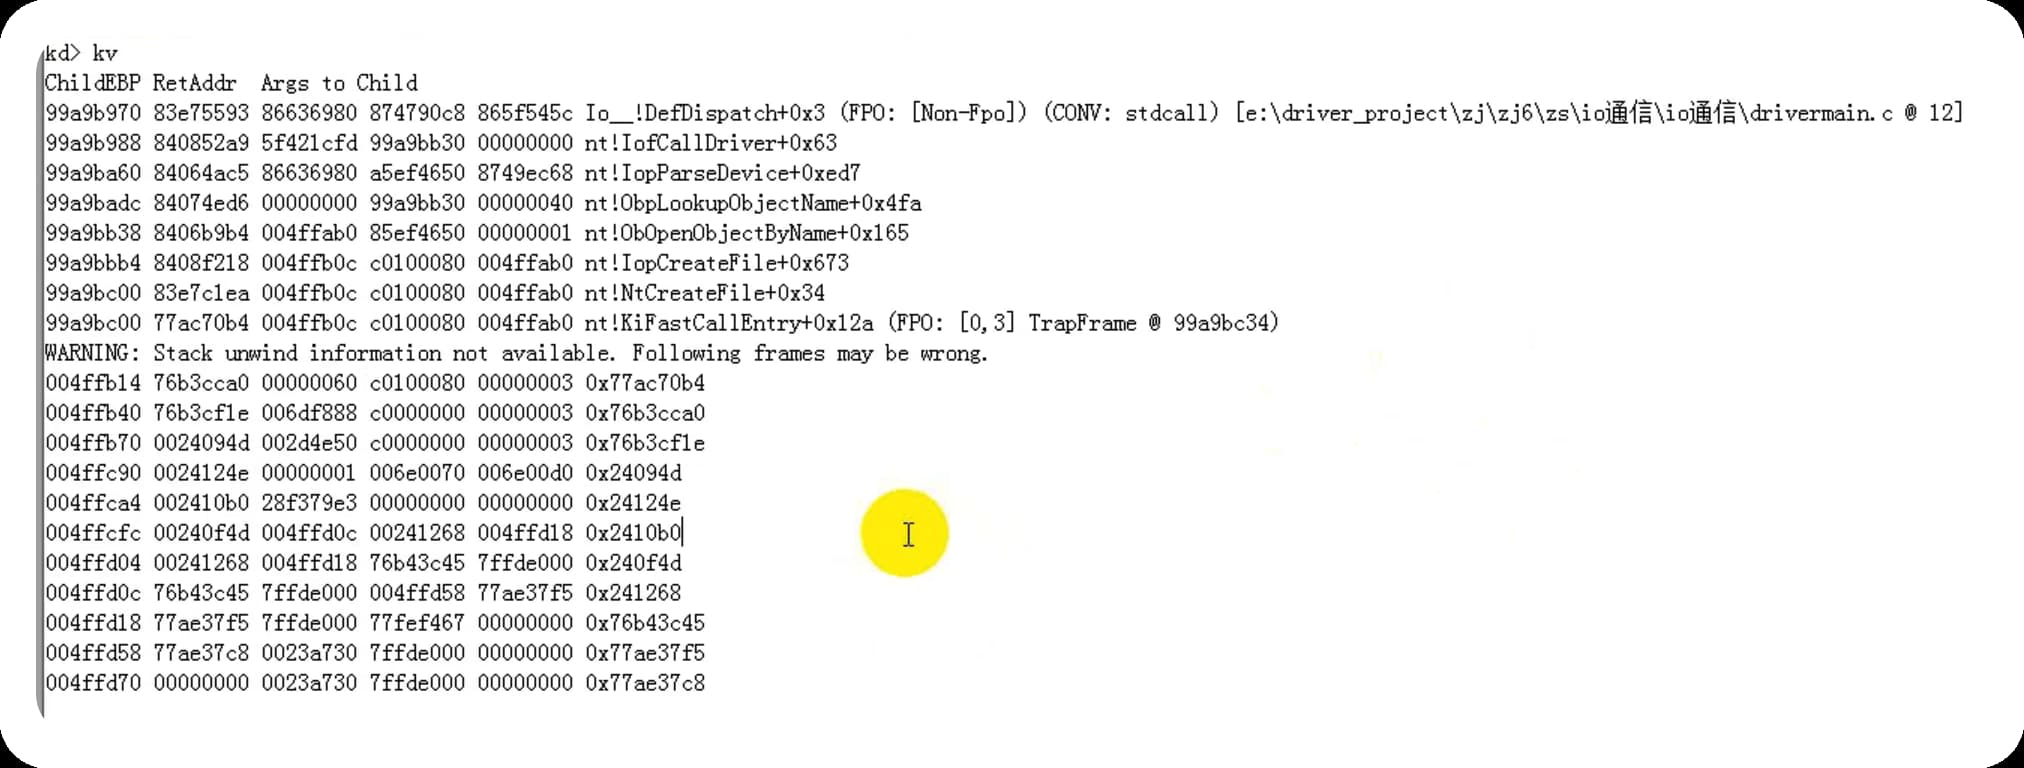 kd> kv
ChildEBP RetAddr  Args to Child
99a9b970 83e75593 86636980 874790c8 865f545c Io__!DefDispatch+0x3 (FPO: [Non-Fpo]) (CONV: stdcall) [e:\driver_project\zj\zj6\zs\io通信\io通信\drivermain.c @ 12]
99a9b988 840852a9 5f421cfd 99a9bb30 00000000 nt!IofCallDriver+0x63
99a9ba60 84064ac5 86636980 a5ef4650 8749ec68 nt!IopParseDevice+0xed7
99a9badc 84074ed6 00000000 99a9bb30 00000040 nt!ObpLookupObjectName+0x4fa
99a9bb38 8406b9b4 004ffab0 85ef4650 00000001 nt!ObOpenObjectByName+0x165
99a9bbb4 8408f218 004ffb0c c0100080 004ffab0 nt!IopCreateFile+0x673
99a9bc00 83e7c1ea 004ffb0c c0100080 004ffab0 nt!NtCreateFile+0x34
99a9bc00 77ac70b4 004ffb0c c0100080 004ffab0 nt!KiFastCallEntry+0x12a (FPO: [0,3] TrapFrame @ 99a9bc34)
WARNING: Stack unwind information not available. Following frames may be wrong.
004ffb14 76b3cca0 00000060 c0100080 00000003 0x77ac70b4
004ffb40 76b3cf1e 006df888 c0000000 00000003 0x76b3cca0
004ffb70 0024094d 002d4e50 c0000000 00000003 0x76b3cf1e
004ffc90 0024124e 00000001 006e0070 006e00d0 0x24094d
004ffca4 002410b0 28f379e3 00000000 00000000 0x24124e
004ffcfc 00240f4d 004ffd0c 00241268 004ffd18 0x2410b0
004ffd04 00241268 004ffd18 76b43c45 7ffde000 0x240f4d
004ffd0c 76b43c45 7ffde000 004ffd58 77ae37f5 0x241268
004ffd18 77ae37f5 7ffde000 77fef467 00000000 0x76b43c45
004ffd58 77ae37c8 0023a730 7ffde000 00000000 0x77ae37f5
004ffd70 00000000 0023a730 7ffde000 00000000 0x77ae37c8